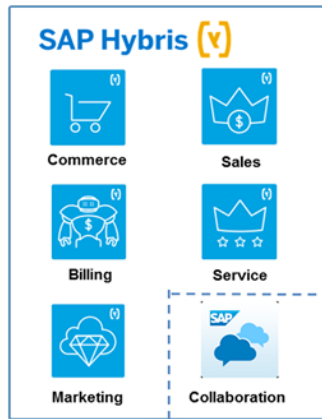 SAP Hybris (y)
Commerce
Sales
Billing
Service
Marketing
SAP
Collaboration